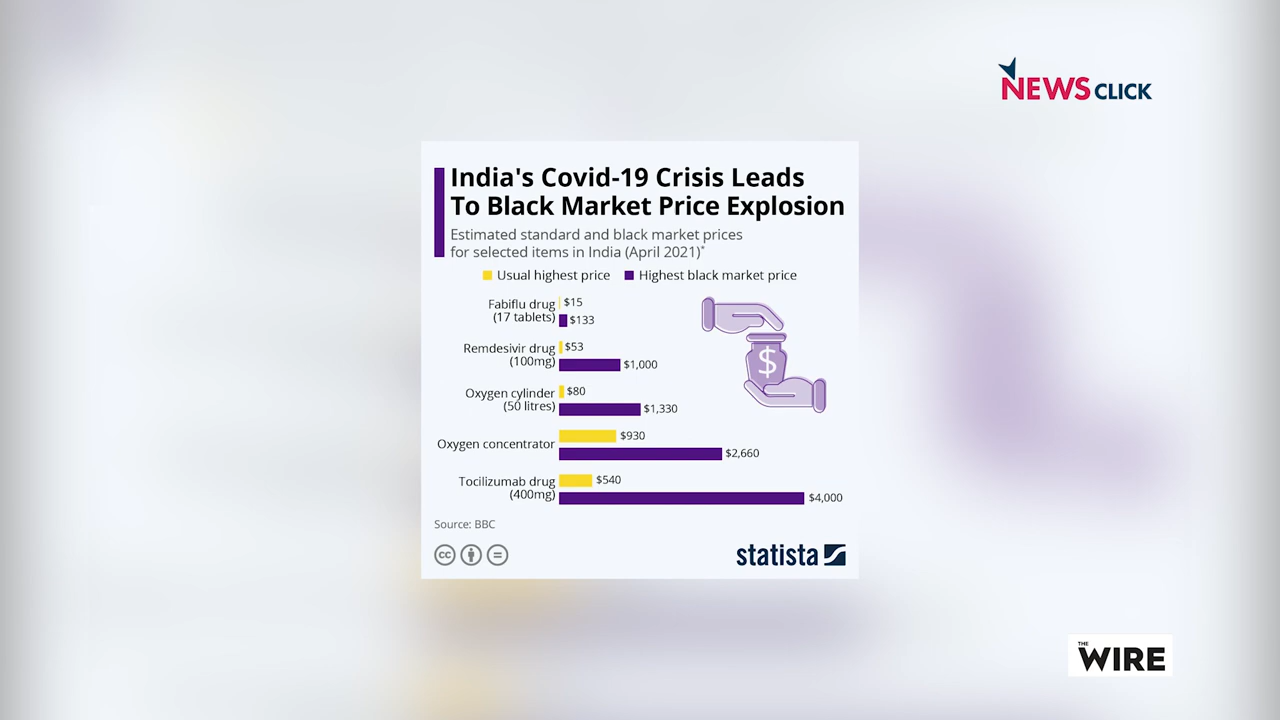 NEWS CLICK
India's Covid-19 Crisis Leads
To Black Market Price Explosion
Estimated standard and black market prices
for selected items in India (April 2021)*
Usual highest price
Highest black market price
Fabiflu drug
(17 tablets)
$15
$133
Remdesivir drug
(100mg)
$53
$1,000
Oxygen cylinder
(50 litres)
$80
$1,330
Oxygen concentrator
$930
$2,660
Tocilizumab drug
(400mg)
$540
$4,000
$
Source: BBC
cc
=
statista
THE
WIRE